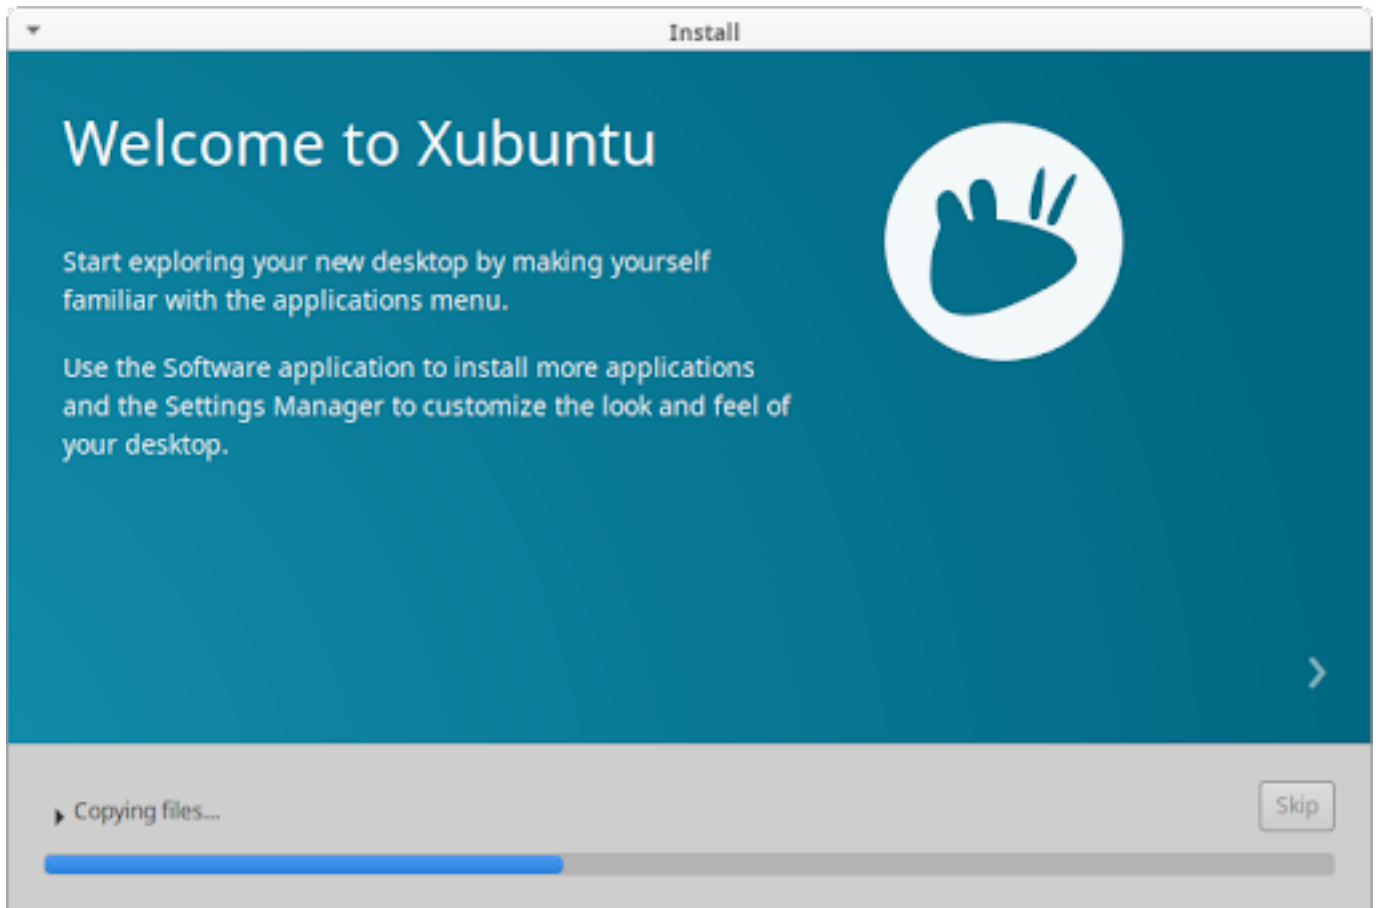 Install
Welcome to Xubuntu
Start exploring your new desktop by making yourself
familiar with the applications menu.
Use the Software application to install more applications
and the Settings Manager to customize the look and feel of
your desktop.
Copying files...
Skip